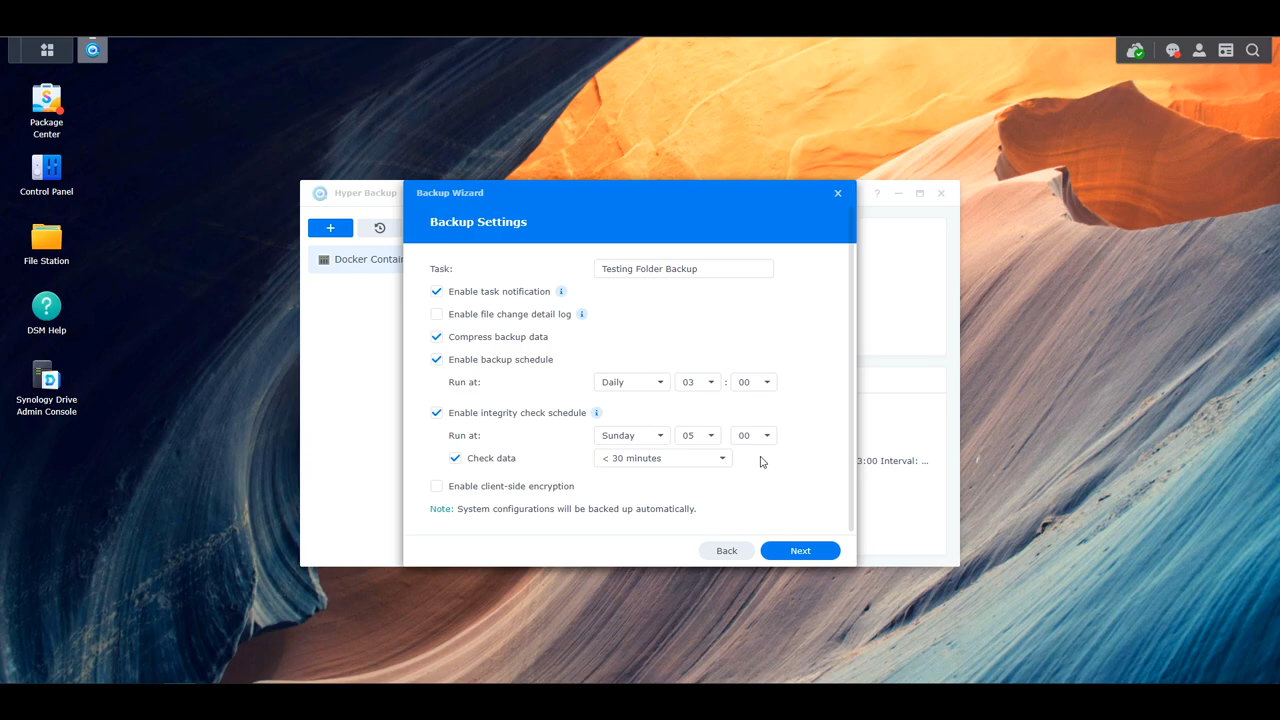 Package
Center
Control Panel
File Station
DSM Help
Synology Drive
Admin Console
Hyper Backup
?
+
Docker Contain
3:00 Interval: ...
Backup Wizard
Backup Settings
Task: Testing Folder Backup
Enable task notification i
Enable file change detail log i
Compress backup data
Enable backup schedule
Run at: Daily 03 : 00
Enable integrity check schedule i
Run at: Sunday 05 00
Check data < 30 minutes
Enable client-side encryption
Note: System configurations will be backed up automatically.
Back Next